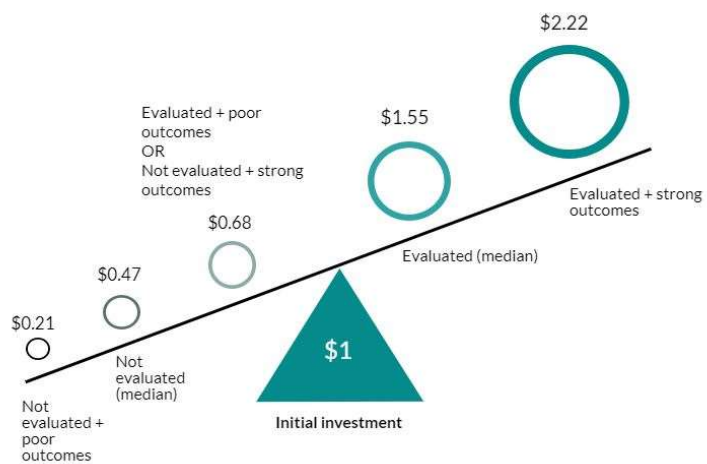 $2.22
Evaluated + poor
outcomes
OR
Not evaluated + strong
outcomes
$1.55
Evaluated + strong
outcomes
$0.68
Evaluated (median)
$0.47
$0.21
$1
Not
evaluated
(median)
Not
evaluated +
poor
outcomes
Initial investment